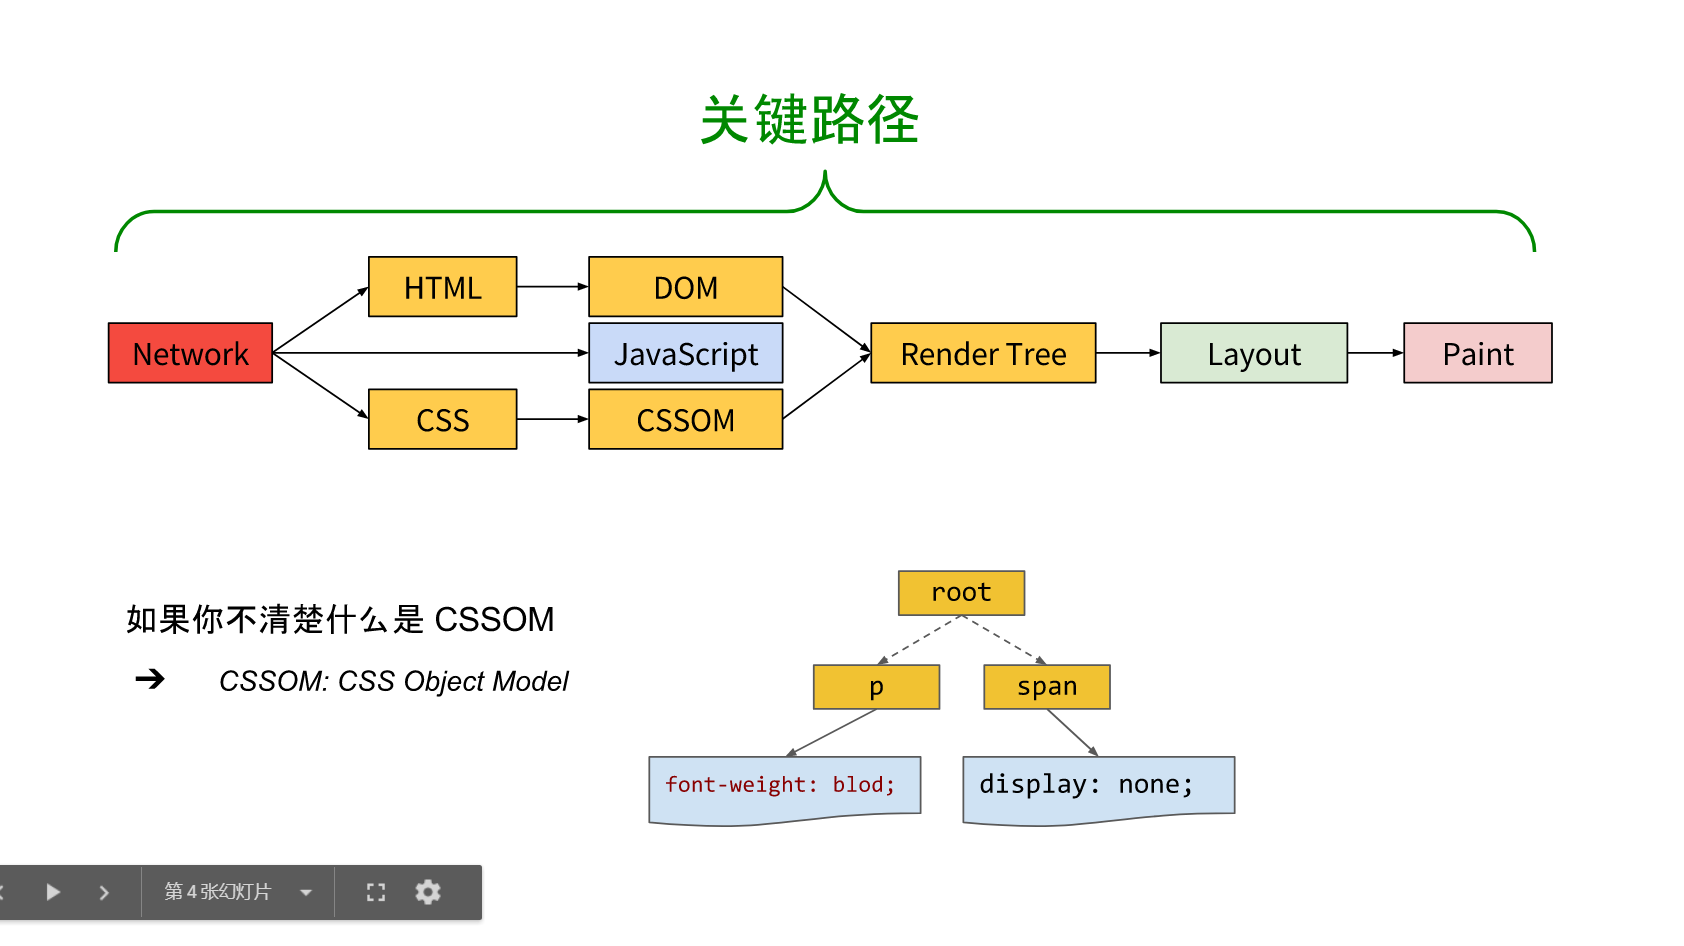 关键路径
HTML
DOM
Network
JavaScript
Render Tree
Layout
Paint
CSS
CSSOM
如果你不清楚什么是 CSSOM
➔ CSSOM: CSS Object Model
root
p
span
font-weight: blod;
display: none;
第 4 张幻灯片